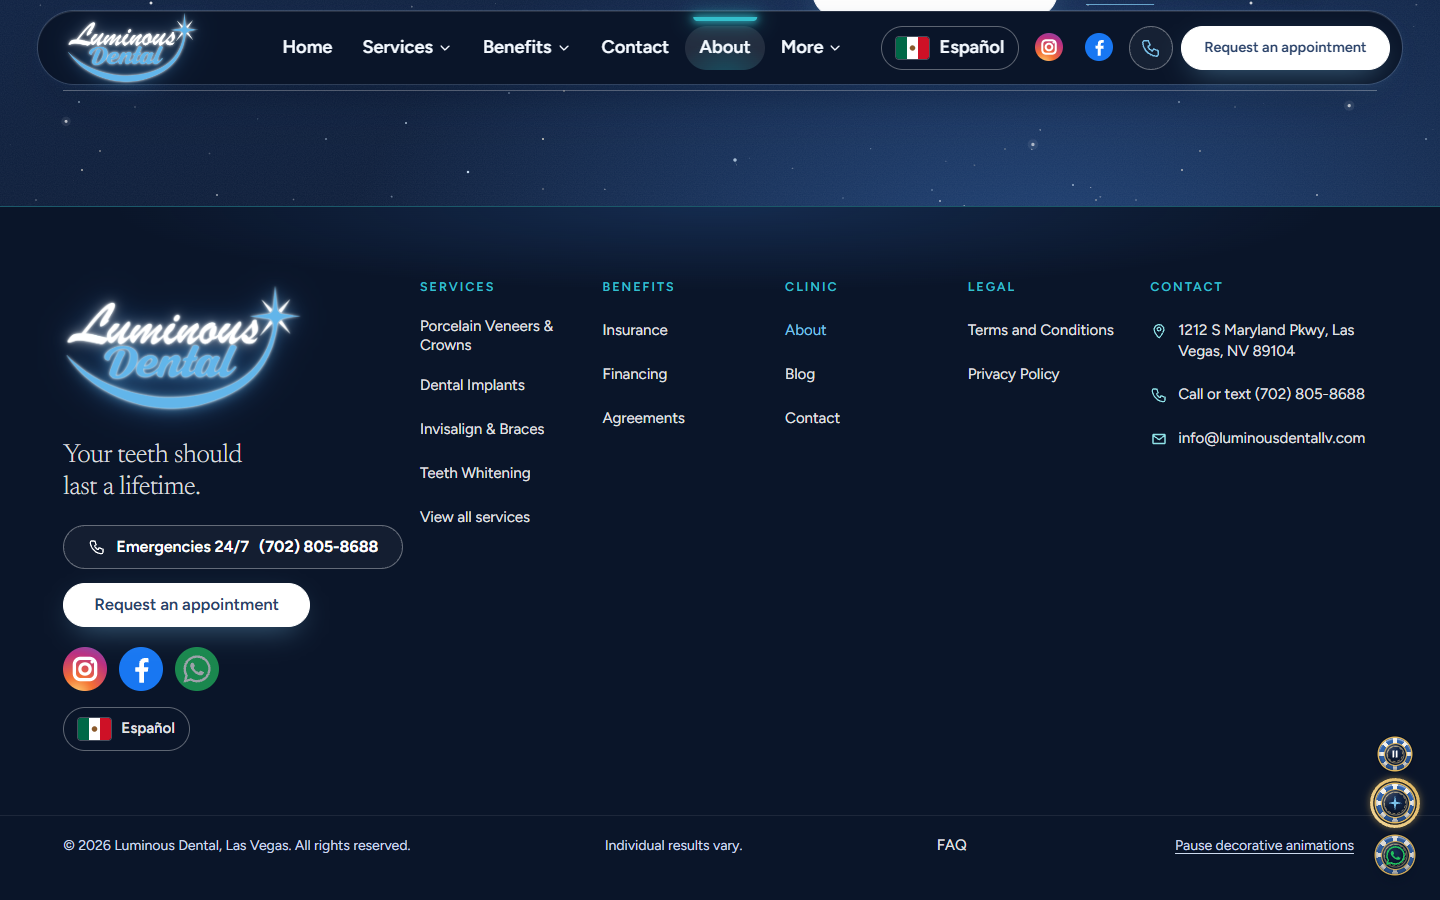 Luminous
Dental
Home
Services
Benefits
Contact
About
More
Español
Request an appointment
Luminous
Dental
Your teeth should
last a lifetime.
Emergencies 24/7 (702) 805-8688
Request an appointment
Español
SERVICES
Porcelain Veneers &
Crowns
Dental Implants
Invisalign & Braces
Teeth Whitening
View all services
BENEFITS
Insurance
Financing
Agreements
CLINIC
About
Blog
Contact
LEGAL
Terms and Conditions
Privacy Policy
CONTACT
1212 S Maryland Pkwy, Las
Vegas, NV 89104
Call or text (702) 805-8688
info@luminousdentallv.com
© 2026 Luminous Dental, Las Vegas. All rights reserved.
Individual results vary.
FAQ
Pause decorative animations